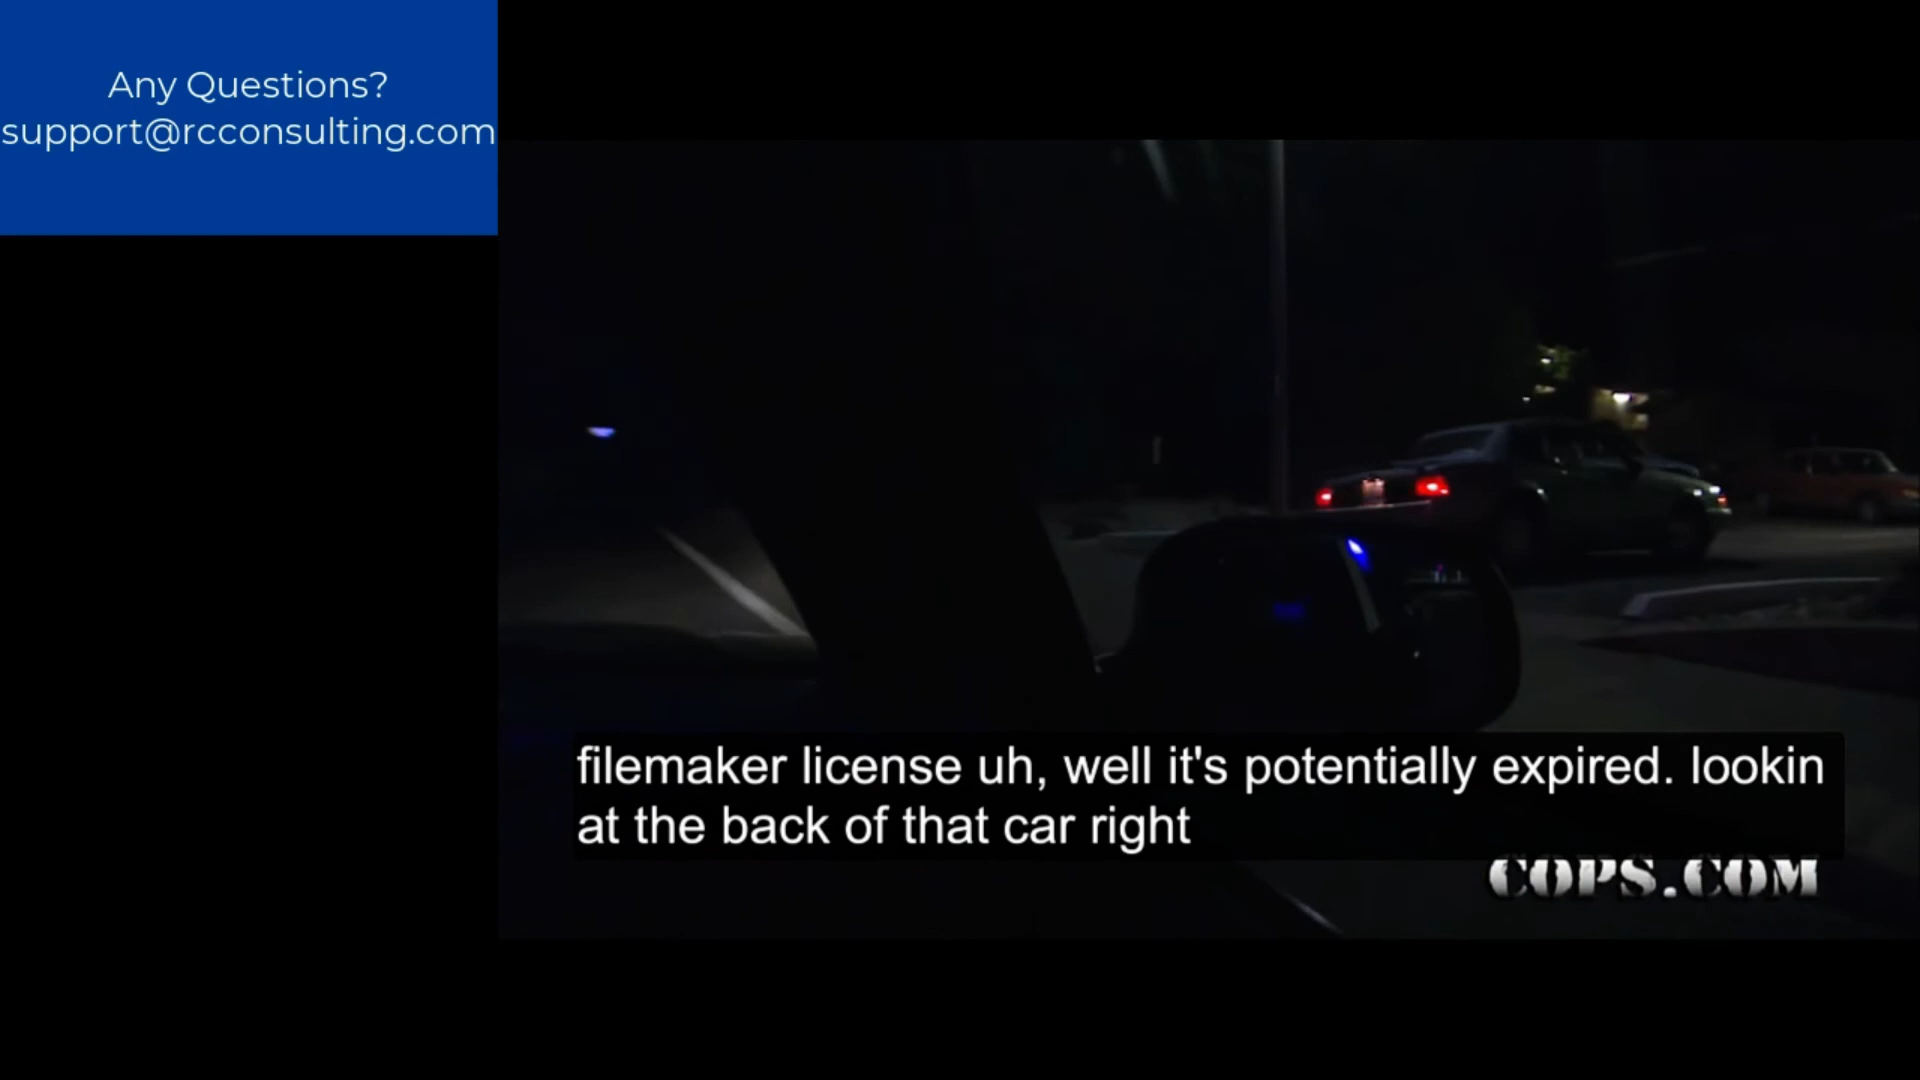 Any Questions?
support@rcconsulting.com
filemaker license uh, well it's potentially expired. lookin
at the back of that car right
COPS.COM